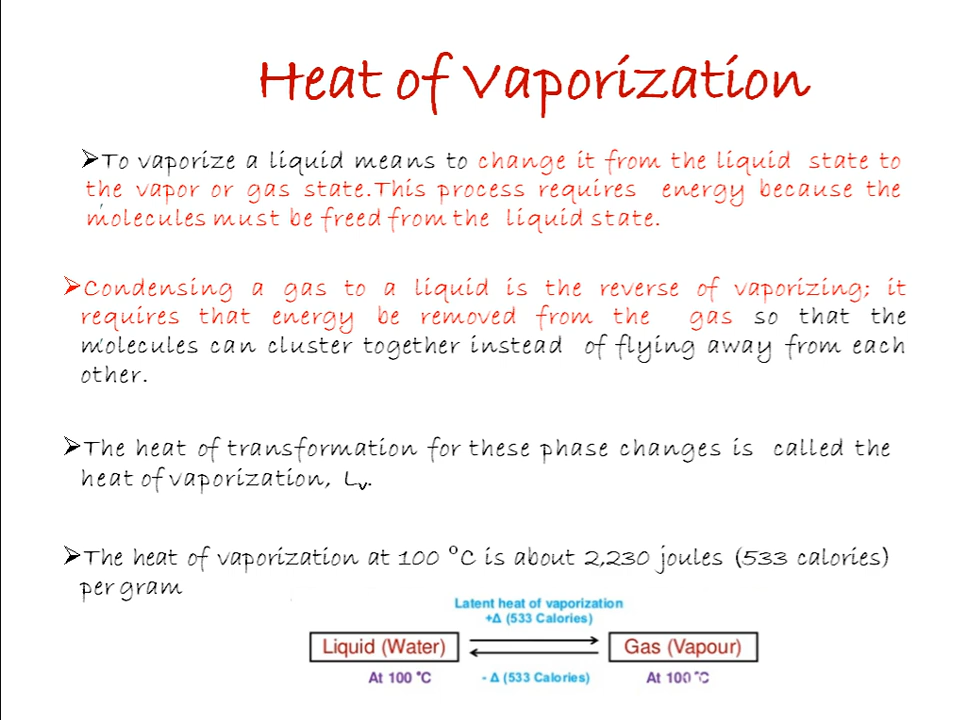 Heat of Vaporization
➢To vaporize a liquid means to change it from the liquid state to
the vapor or gas state.This process requires energy because the
molecules must be freed from the liquid state.
➢Condensing a gas to a liquid is the reverse of vaporizing; it
requires that energy be removed from the gas so that the
molecules can cluster together instead of flying away from each
other.
➢The heat of transformation for these phase changes is called the
heat of vaporization, Lv.
➢The heat of vaporization at 100 °C is about 2,230 joules (533 calories)
per gram
Latent heat of vaporization
+Δ (533 Calories)
Liquid (Water) Gas (Vapour)
At 100 °C - Δ (533 Calories) At 100 °C